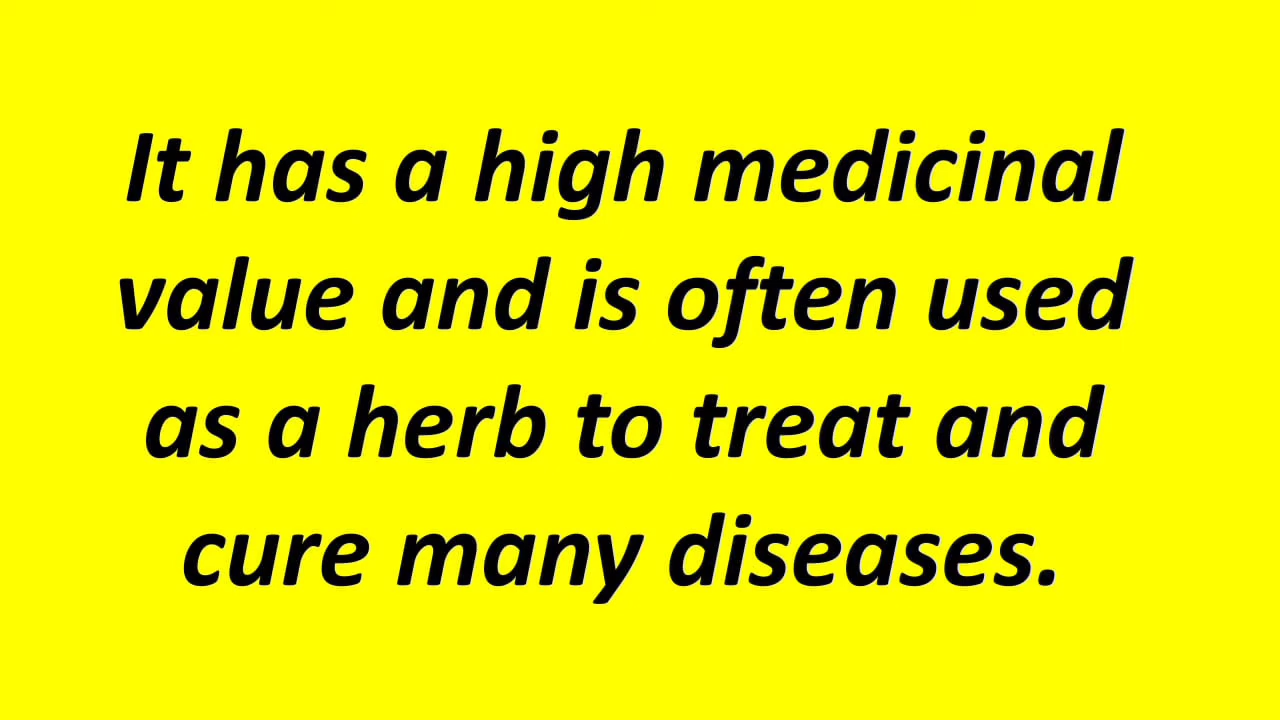 It has a high medicinal
value and is often used
as a herb to treat and
cure many diseases.